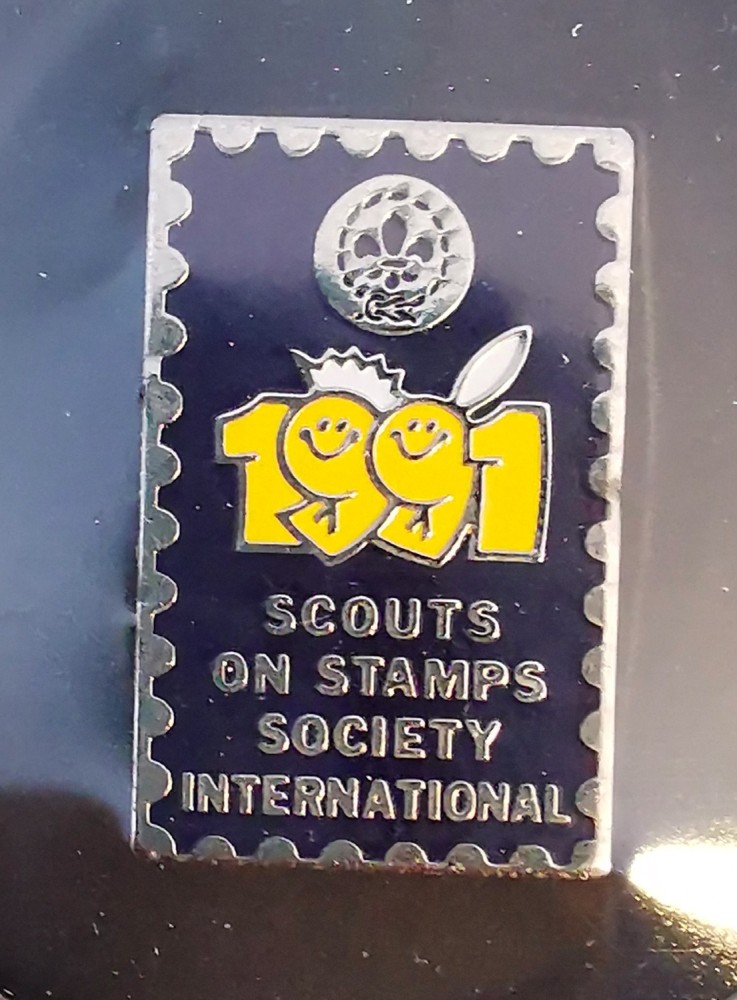 1991
SCOUTS
ON STAMPS
SOCIETY
INTERNATIONAL